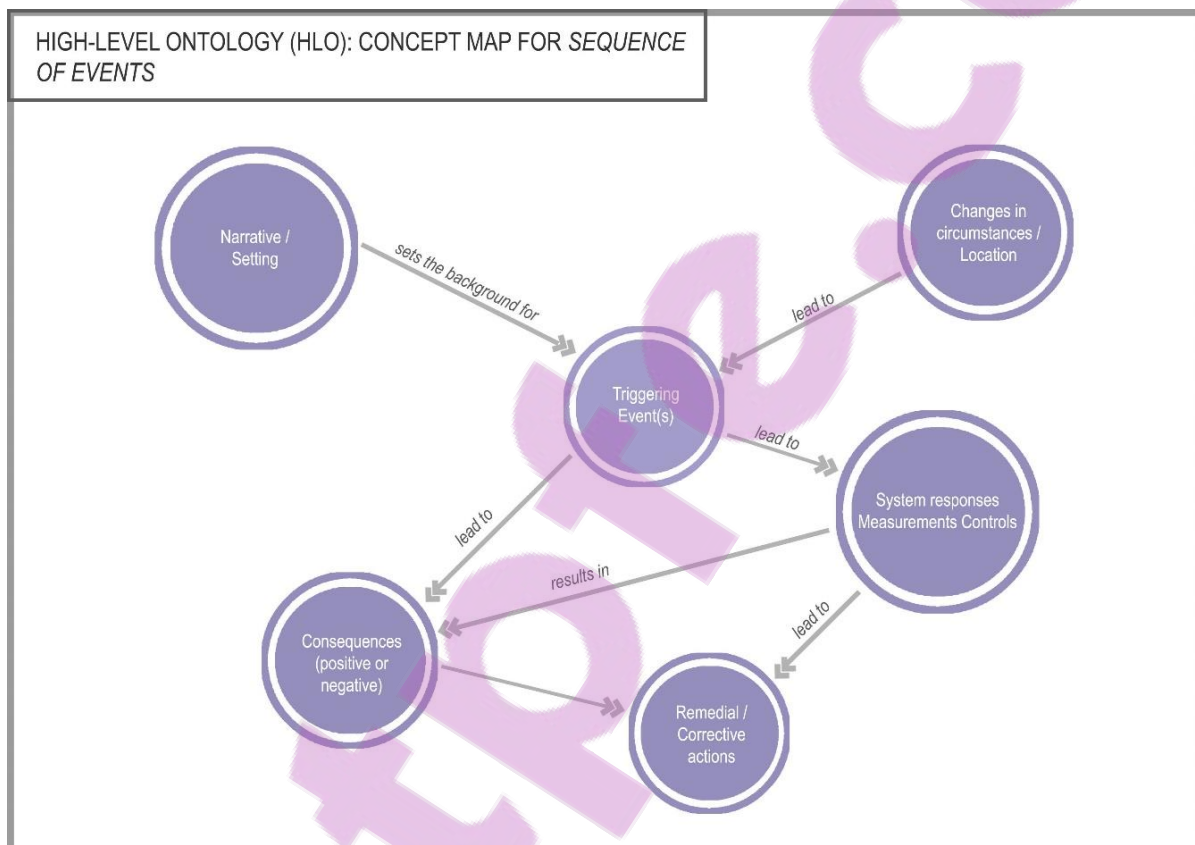 HIGH-LEVEL ONTOLOGY (HLO): CONCEPT MAP FOR SEQUENCE
OF EVENTS
Narrative /
Setting
sets the background for
Changes in
circumstances /
Location
lead to
Triggering
Event(s)
lead to
System responses
Measurements Controls
lead to
results in
Consequences
(positive or
negative)
lead to
Remedial /
Corrective
actions